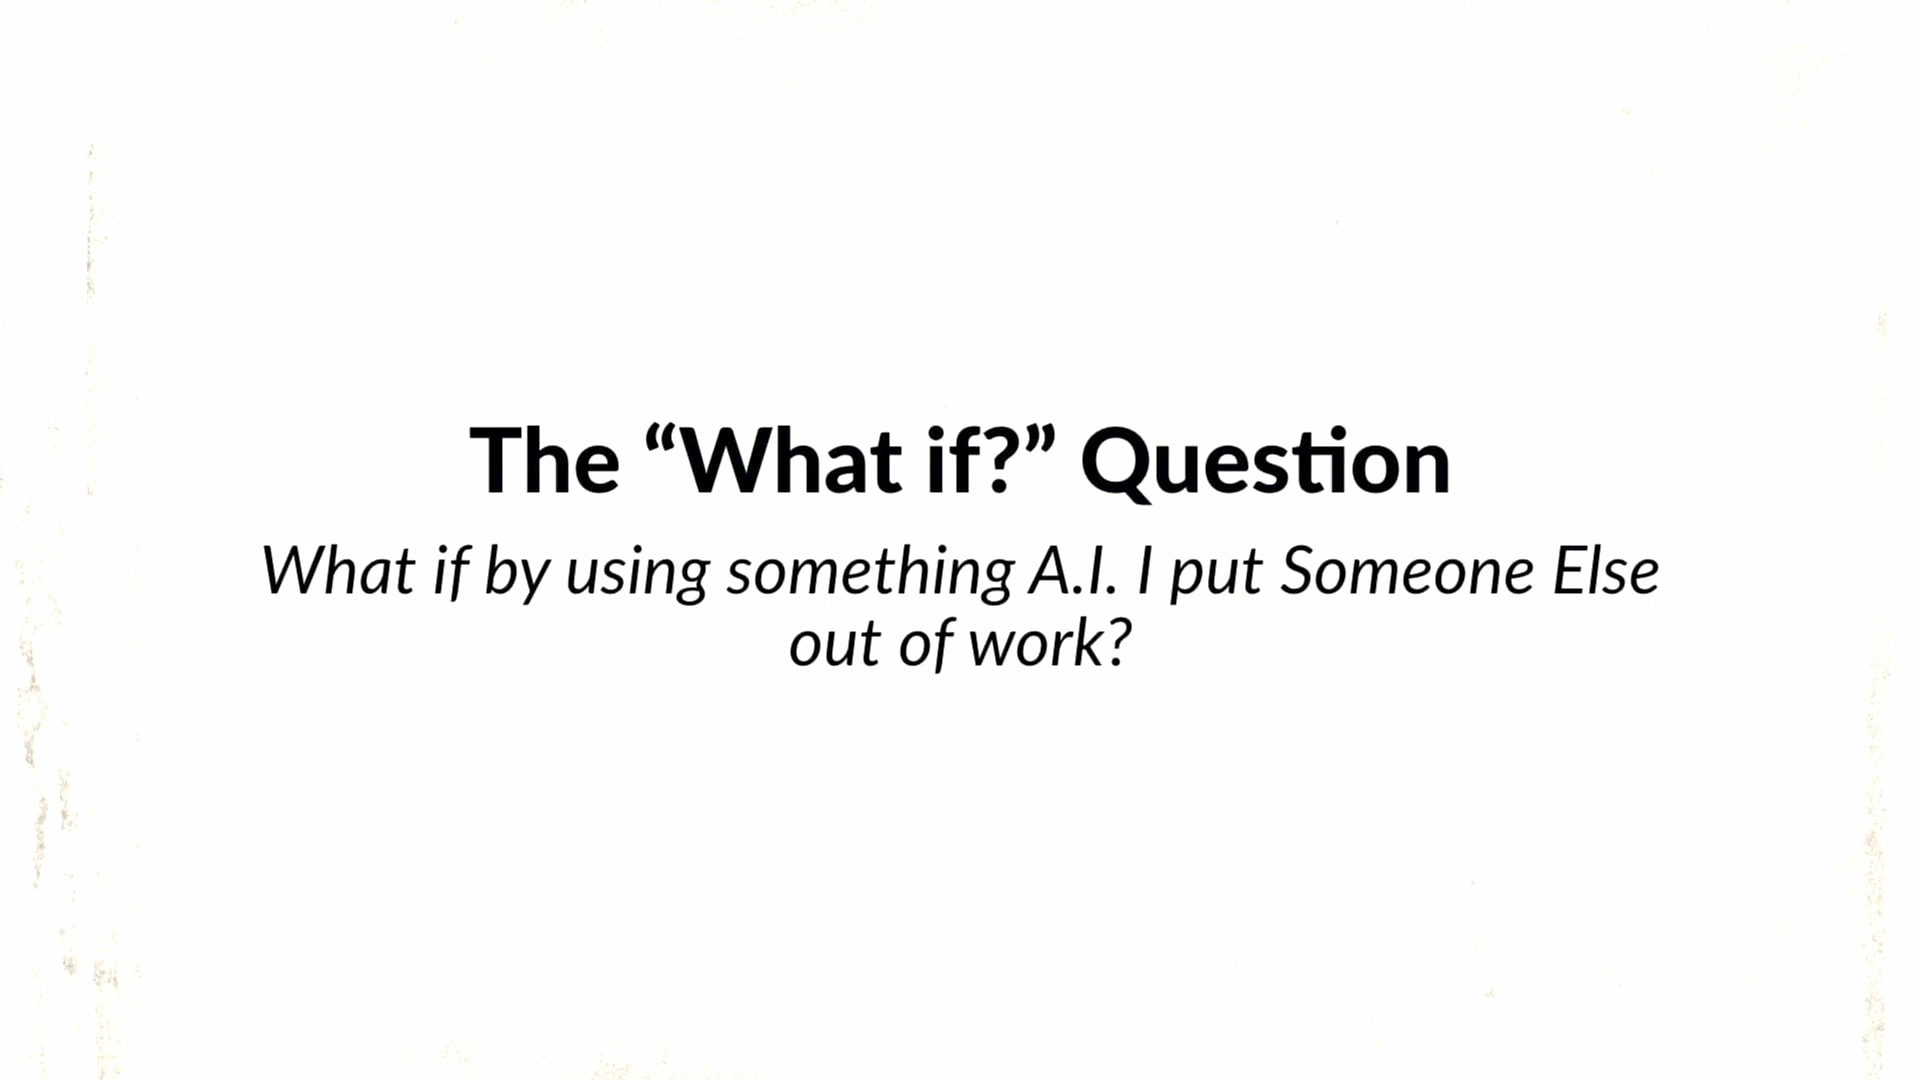 The “What if?” Question
What if by using something A.I. I put Someone Else
out of work?